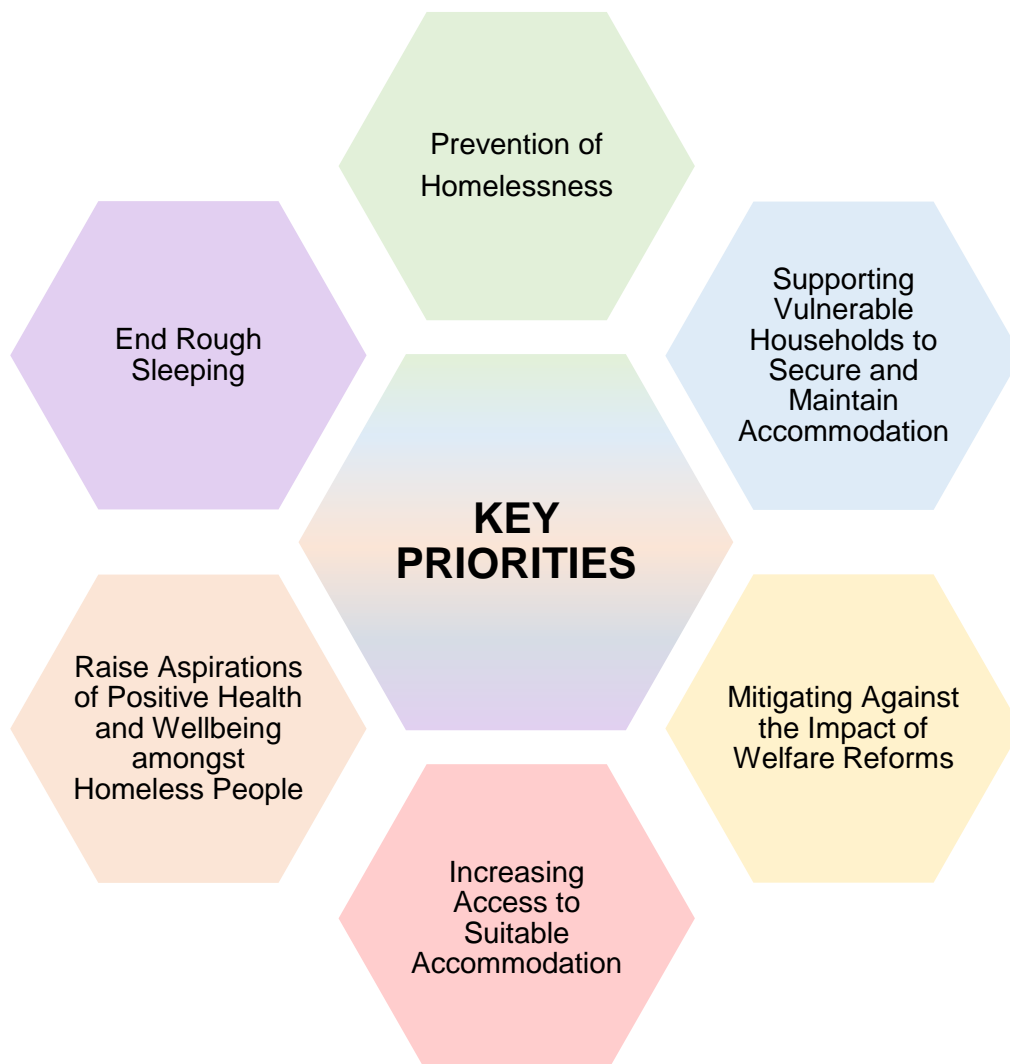 Prevention of
Homelessness
Supporting
Vulnerable
Households to
Secure and
Maintain
Accommodation
End Rough
Sleeping
KEY
PRIORITIES
Raise Aspirations
of Positive Health
and Wellbeing
amongst
Homeless People
Mitigating Against
the Impact of
Welfare Reforms
Increasing
Access to
Suitable
Accommodation